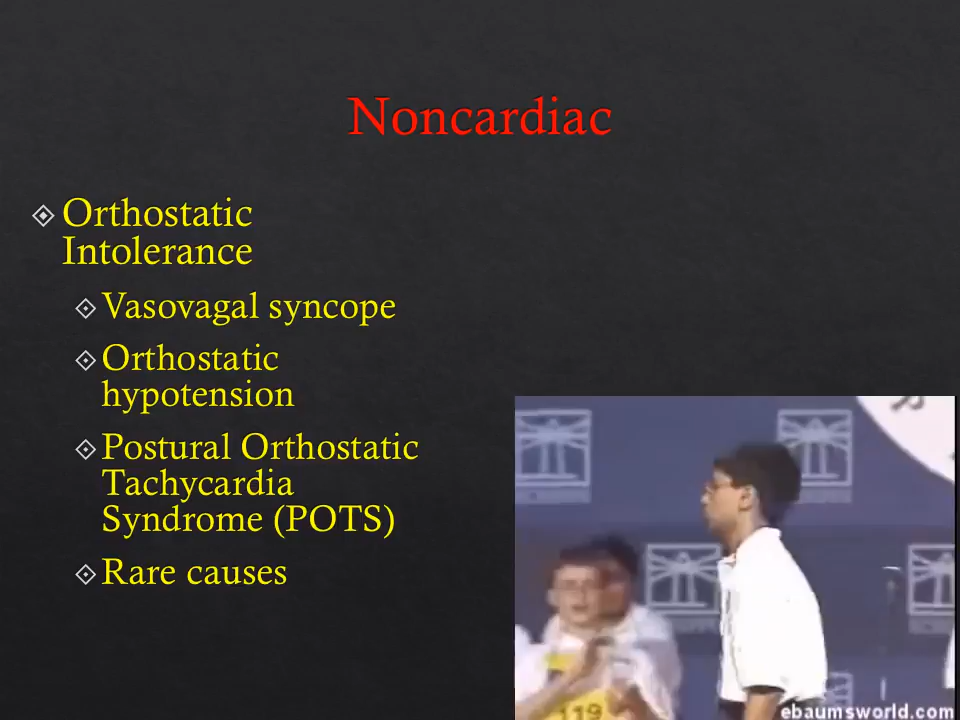 Noncardiac
Orthostatic
Intolerance
Vasovagal syncope
Orthostatic
hypotension
Postural Orthostatic
Tachycardia
Syndrome (POTS)
Rare causes
119
ebaumsworld.com